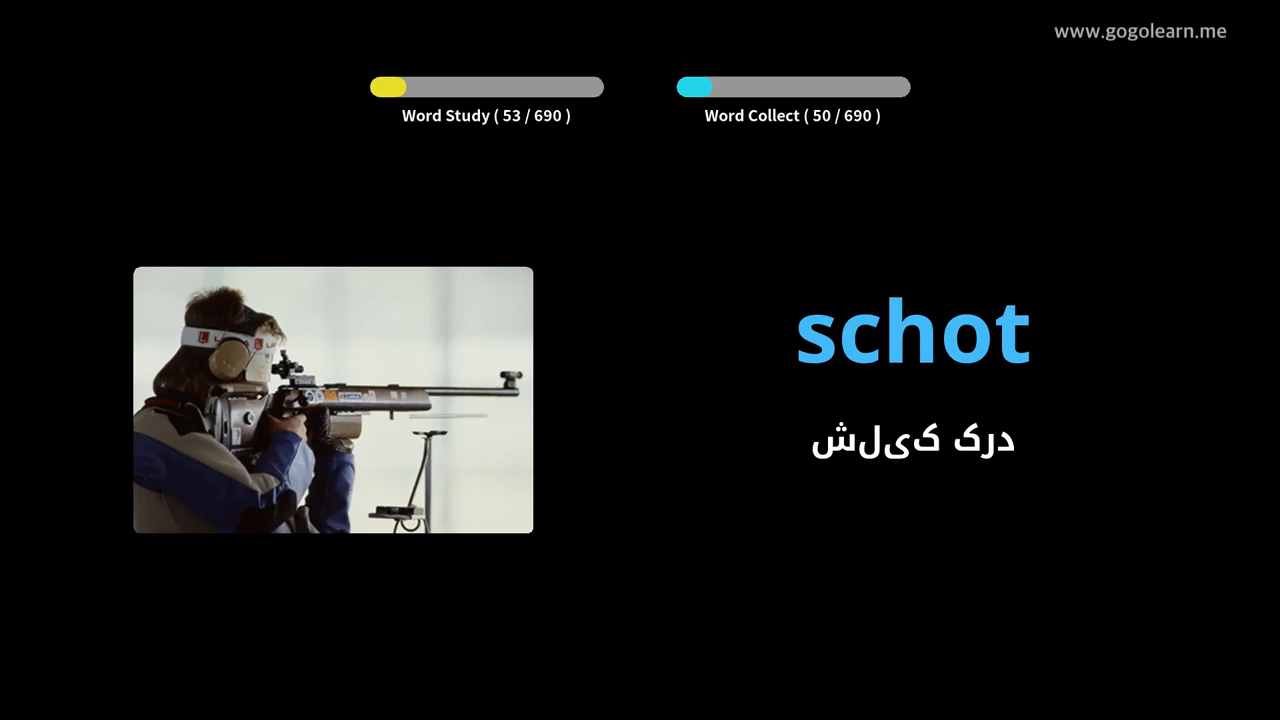 www.gogolearn.me
Word Study ( 53 / 690 )
Word Collect ( 50 / 690 )
schot
درک کیلش